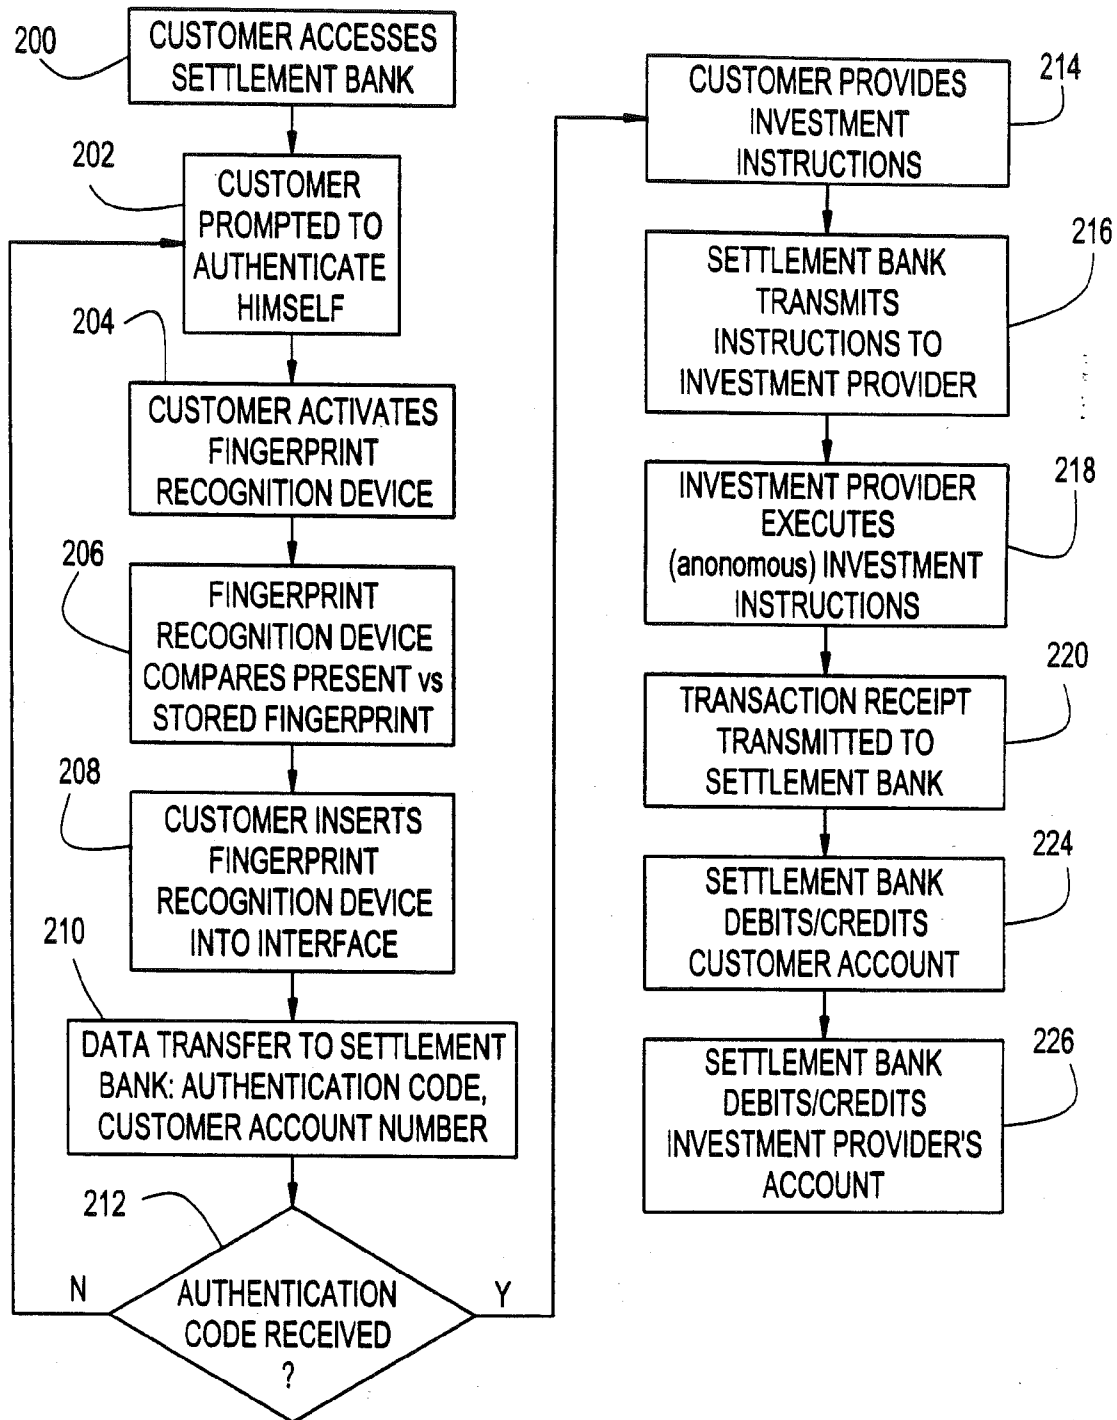 200
CUSTOMER ACCESSES
SETTLEMENT BANK
202
CUSTOMER
PROMPTED TO
AUTHENTICATE
HIMSELF
204
CUSTOMER ACTIVATES
FINGERPRINT
RECOGNITION DEVICE
206
FINGERPRINT
RECOGNITION DEVICE
COMPARES PRESENT vs
STORED FINGERPRINT
208
CUSTOMER INSERTS
FINGERPRINT
RECOGNITION DEVICE
INTO INTERFACE
210
DATA TRANSFER TO SETTLEMENT
BANK: AUTHENTICATION CODE,
CUSTOMER ACCOUNT NUMBER
212
N
AUTHENTICATION
CODE RECEIVED
?
Y
214
CUSTOMER PROVIDES
INVESTMENT
INSTRUCTIONS
216
SETTLEMENT BANK
TRANSMITS
INSTRUCTIONS TO
INVESTMENT PROVIDER
218
INVESTMENT PROVIDER
EXECUTES
(anonomous) INVESTMENT
INSTRUCTIONS
220
TRANSACTION RECEIPT
TRANSMITTED TO
SETTLEMENT BANK
224
SETTLEMENT BANK
DEBITS/CREDITS
CUSTOMER ACCOUNT
226
SETTLEMENT BANK
DEBITS/CREDITS
INVESTMENT PROVIDER'S
ACCOUNT